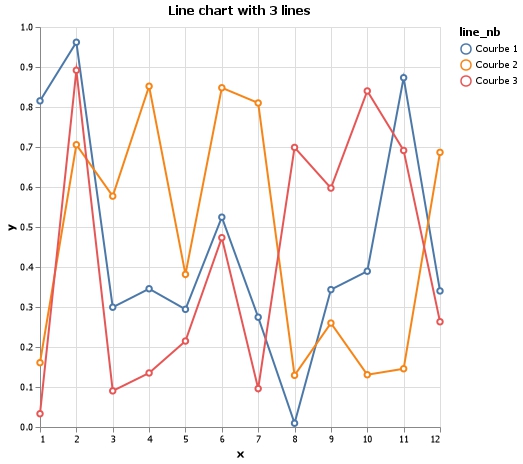 Line chart with 3 lines
line_nb
Courbe 1
Courbe 2
Courbe 3
y
1.0
0.9
0.8
0.7
0.6
0.5
0.4
0.3
0.2
0.1
0.0
1 2 3 4 5 6 7 8 9 10 11 12
x